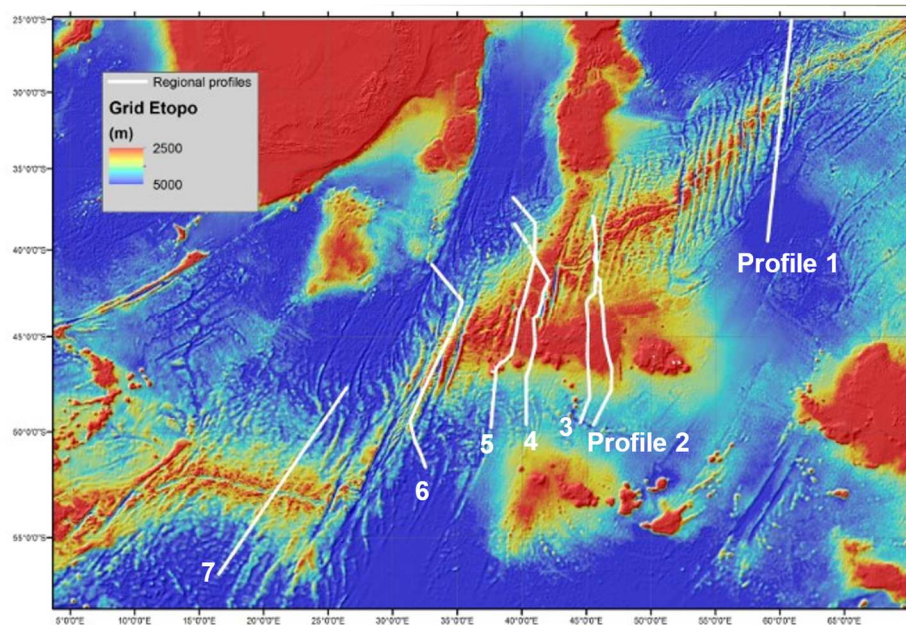 25°0'0"S
30°0'0"S
35°0'0"S
40°0'0"S
45°0'0"S
50°0'0"S
55°0'0"S
Regional profiles
Grid Etopo
(m)
2500
5000
Profile 1
Profile 2
3
4
5
6
7
5°0'0"E
10°0'0"E
15°0'0"E
20°0'0"E
25°0'0"E
30°0'0"E
35°0'0"E
40°0'0"E
45°0'0"E
50°0'0"E
55°0'0"E
60°0'0"E
65°0'0"E